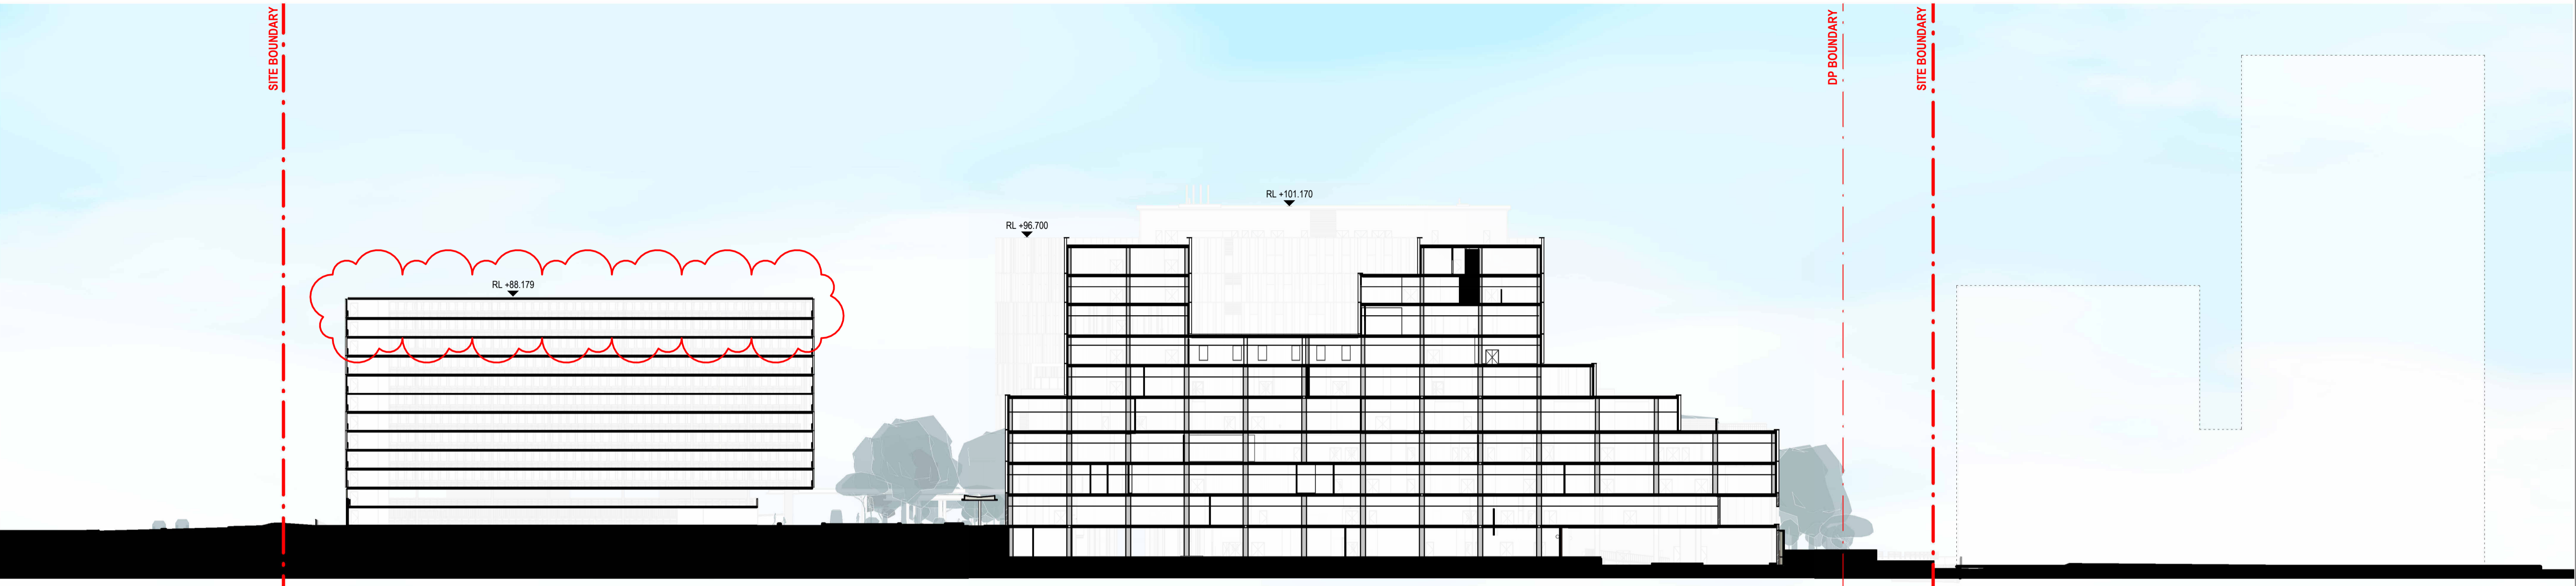 SITE BOUNDARY
DP BOUNDARY
SITE BOUNDARY
RL +101.170
RL +96.700
RL +88.179